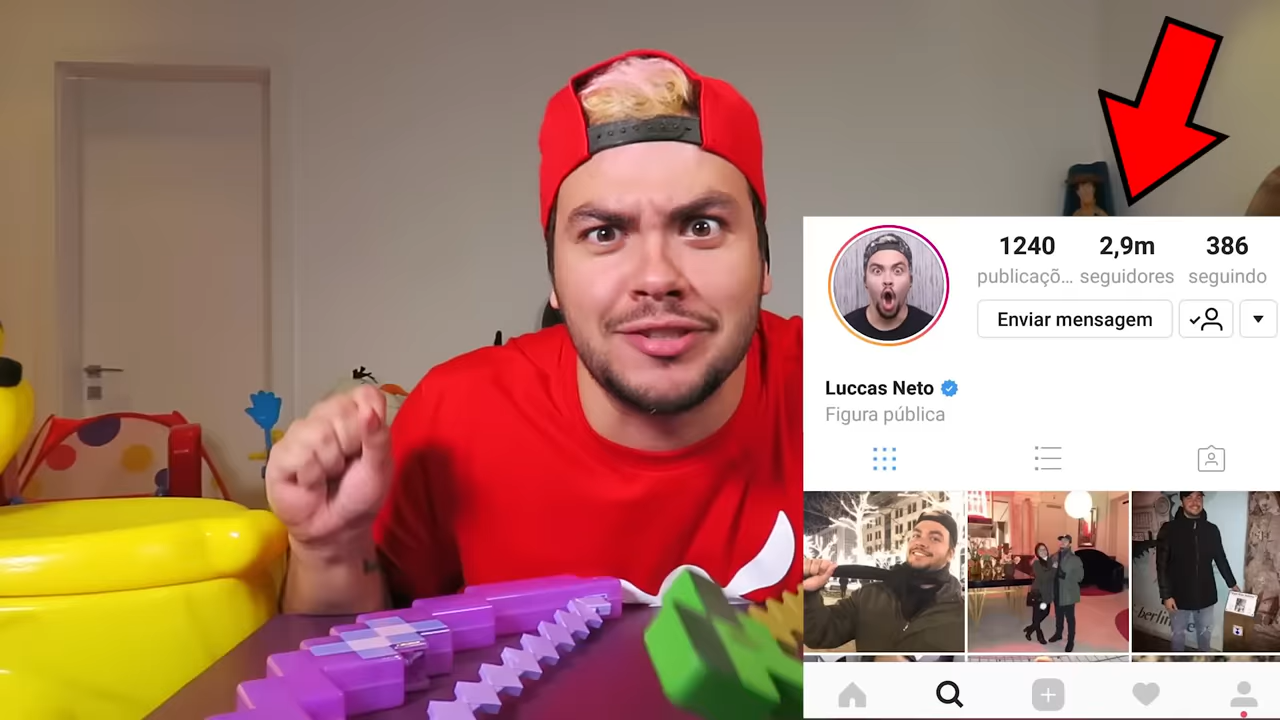 1240 2,9m 386
publicaçõ... seguidores seguindo
Enviar mensagem
Luccas Neto
Figura pública
berlin